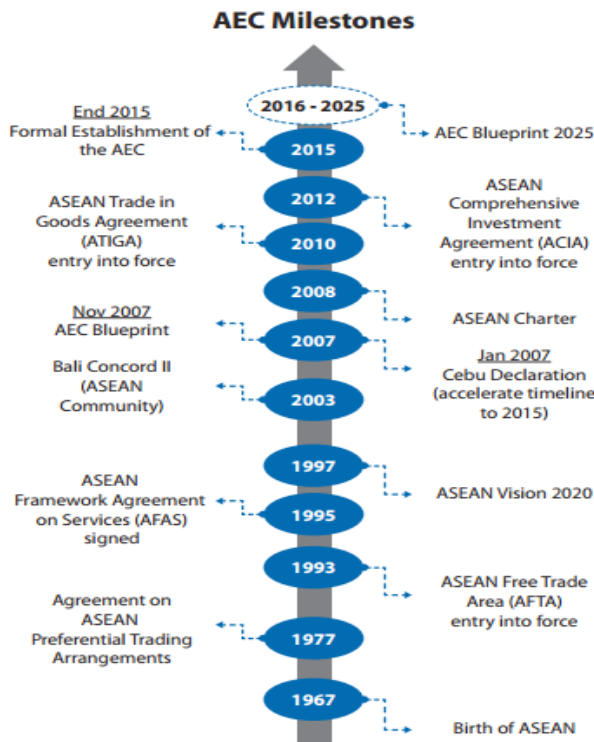 AEC Milestones
2016 - 2025
AEC Blueprint 2025
End 2015
Formal Establishment of
the AEC
2015
2012
ASEAN
Comprehensive
Investment
Agreement (ACIA)
entry into force
ASEAN Trade in
Goods Agreement
(ATIGA)
entry into force
2010
2008
ASEAN Charter
Nov 2007
AEC Blueprint
2007
Jan 2007
Cebu Declaration
(accelerate timeline
to 2015)
Bali Concord II
(ASEAN
Community)
2003
1997
ASEAN Vision 2020
ASEAN
Framework Agreement
on Services (AFAS)
signed
1995
1993
ASEAN Free Trade
Area (AFTA)
entry into force
Agreement on
ASEAN
Preferential Trading
Arrangements
1977
1967
Birth of ASEAN